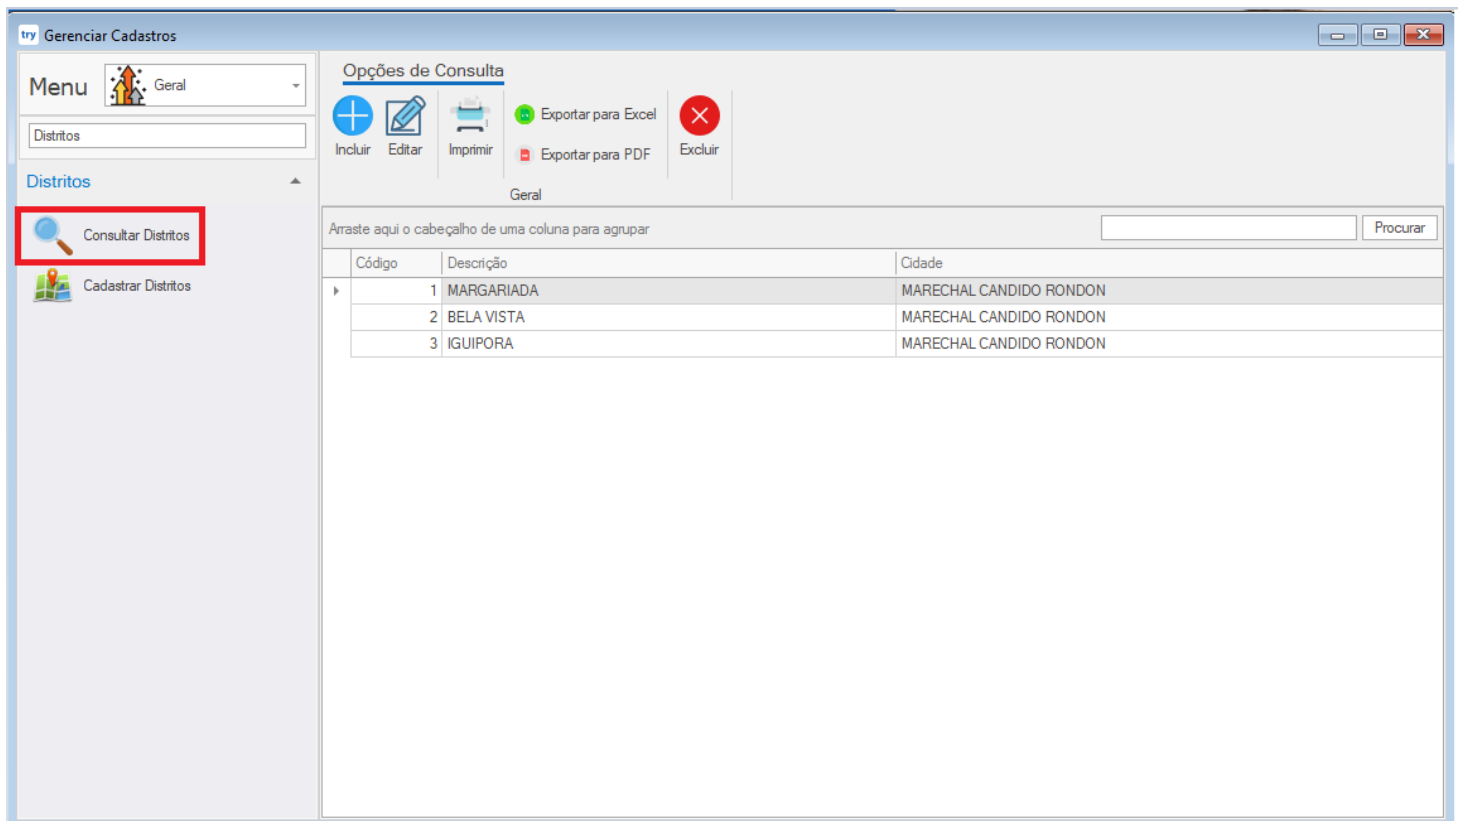 try Gerenciar Cadastros
Menu Geral
Distritos
Distritos
Consultar Distritos
Cadastrar Distritos
Opções de Consulta
Incluir Editar Imprimir Exportar para Excel Exportar para PDF Excluir
Geral
Arraste aqui o cabeçalho de uma coluna para agrupar Procurar
Código Descrição Cidade
1 MARGARIADA MARECHAL CANDIDO RONDON
2 BELA VISTA MARECHAL CANDIDO RONDON
3 IGUIPORA MARECHAL CANDIDO RONDON